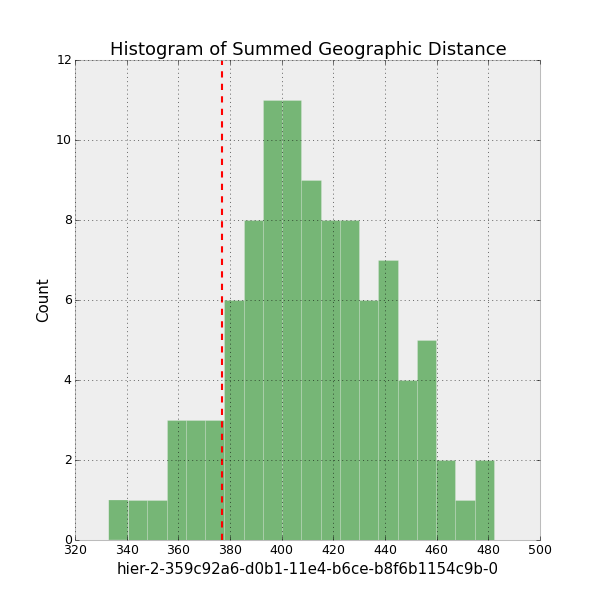 Histogram of Summed Geographic Distance
12
10
8
6
4
2
0
Count
320 340 360 380 400 420 440 460 480 500
hier-2-359c92a6-d0b1-11e4-b6ce-b8f6b1154c9b-0